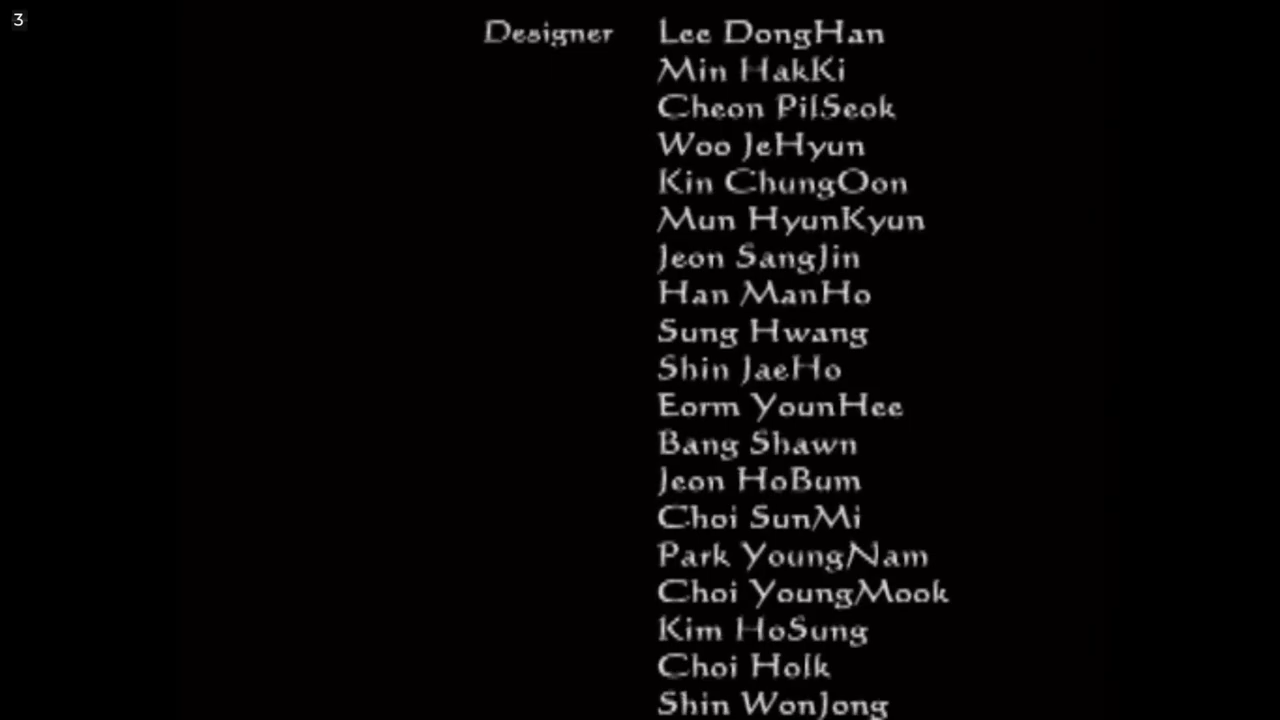 3
Designer Lee DongHan
Min HakKi
Cheon PilSeok
Woo JeHyun
Kin ChungOon
Mun HyunKyun
Jeon SangJin
Han ManHo
Sung Hwang
Shin JaeHo
Eorm YounHee
Bang Shawn
Jeon HoBum
Choi SunMi
Park YoungNam
Choi YoungMook
Kim HoSung
Choi HoIk
Shin WonJong